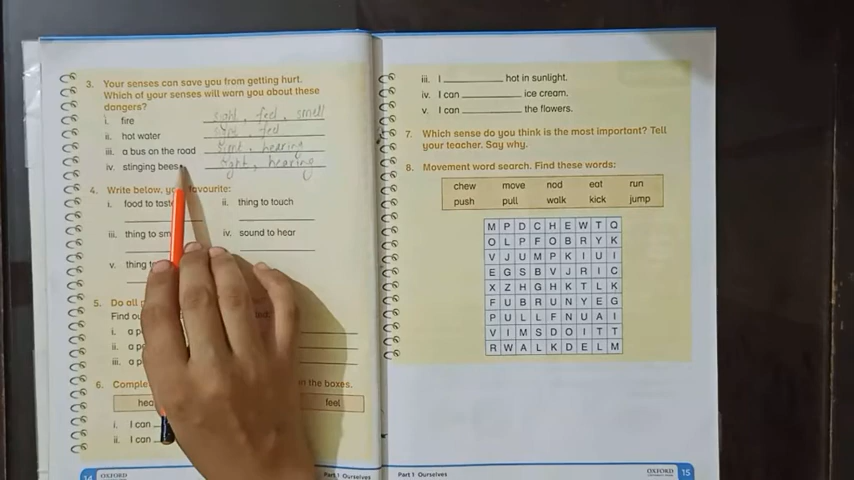 3. Your senses can save you from getting hurt.
Which of your senses will warn you about these
dangers?
i. fire sight, feel, smell
ii. hot water sight, feel
iii. a bus on the road sight, hearing
iv. stinging bees sight, hearing
4. Write below, favourite:
i. food to
ii. thing to touch
iii. thing to
iv. sound to hear
v. thing
5. Do all
Find
i. a
ii. a
iii. a
6. in the boxes.
feel
i. I can
ii. I can
14 OXFORD Part 1 Ourselves
iii. I ________ hot in sunlight.
iv. I can ________ ice cream.
v. I can ________ the flowers.
7. Which sense do you think is the most important? Tell
your teacher. Say why.
8. Movement word search. Find these words:
chew move nod eat run
push pull walk kick jump
M P D C H E W T Q
O L P F O B R Y K
V J U M P K I U I
E G S B V J R I C
X Z H G H K T L K
F U B R U N Y E G
P U L L F N U A I
V I M S D O I T T
R W A L K D E L M
Part 1 Ourselves OXFORD 15